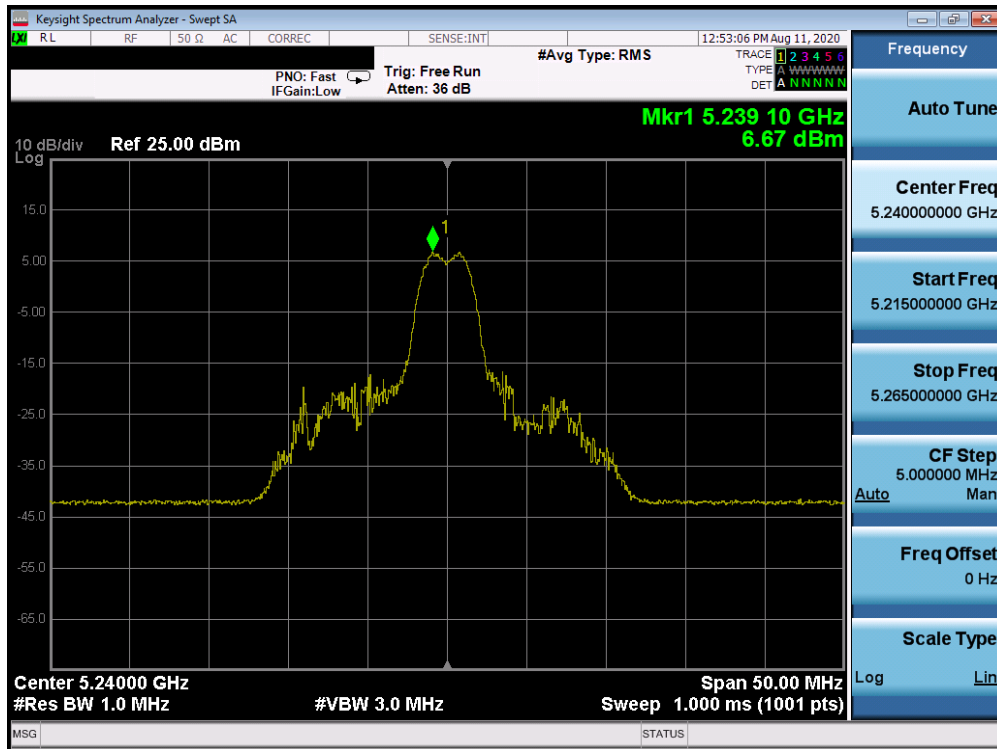 Keysight Spectrum Analyzer - Swept SA
LXI RL RF 50 Ω AC CORREC SENSE:INT 12:53:06 PM Aug 11, 2020
#Avg Type: RMS TRACE 1 2 3 4 5 6
PNO: Fast Trig: Free Run TYPE A WWWWW
IFGain:Low Atten: 36 dB DET A N N N N N
Mkr1 5.239 10 GHz
6.67 dBm
10 dB/div Ref 25.00 dBm
Log
15.0
1
5.00
-5.00
-15.0
-25.0
-35.0
-45.0
-55.0
-65.0
Center 5.24000 GHz Span 50.00 MHz
#Res BW 1.0 MHz #VBW 3.0 MHz Sweep 1.000 ms (1001 pts)
MSG STATUS
Frequency
Auto Tune
Center Freq
5.240000000 GHz
Start Freq
5.215000000 GHz
Stop Freq
5.265000000 GHz
CF Step
5.000000 MHz
Auto Man
Freq Offset
0 Hz
Scale Type
Log Lin